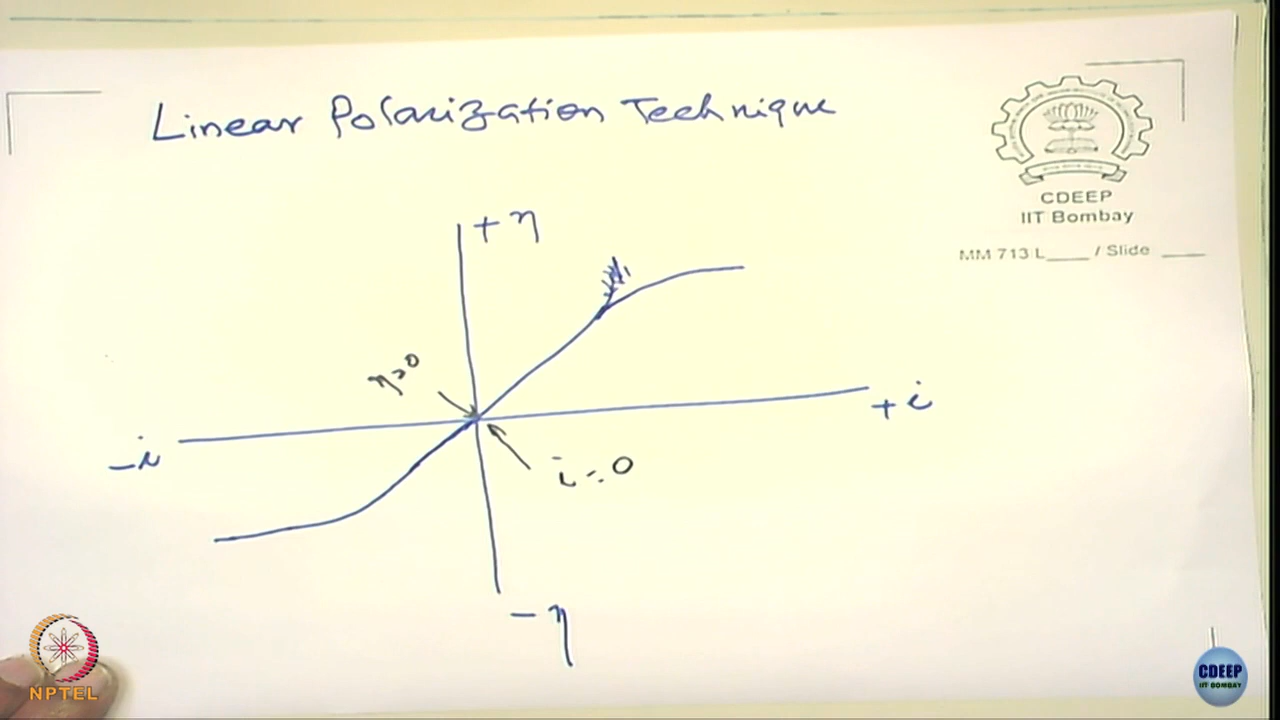 Linear Polarization Technique
CDEEP
IIT Bombay
MM 713 L____ / Slide ____
+ η
η=0
+ i
- i
i = 0
- η
NPTEL
CDEEP
IIT BOMBAY